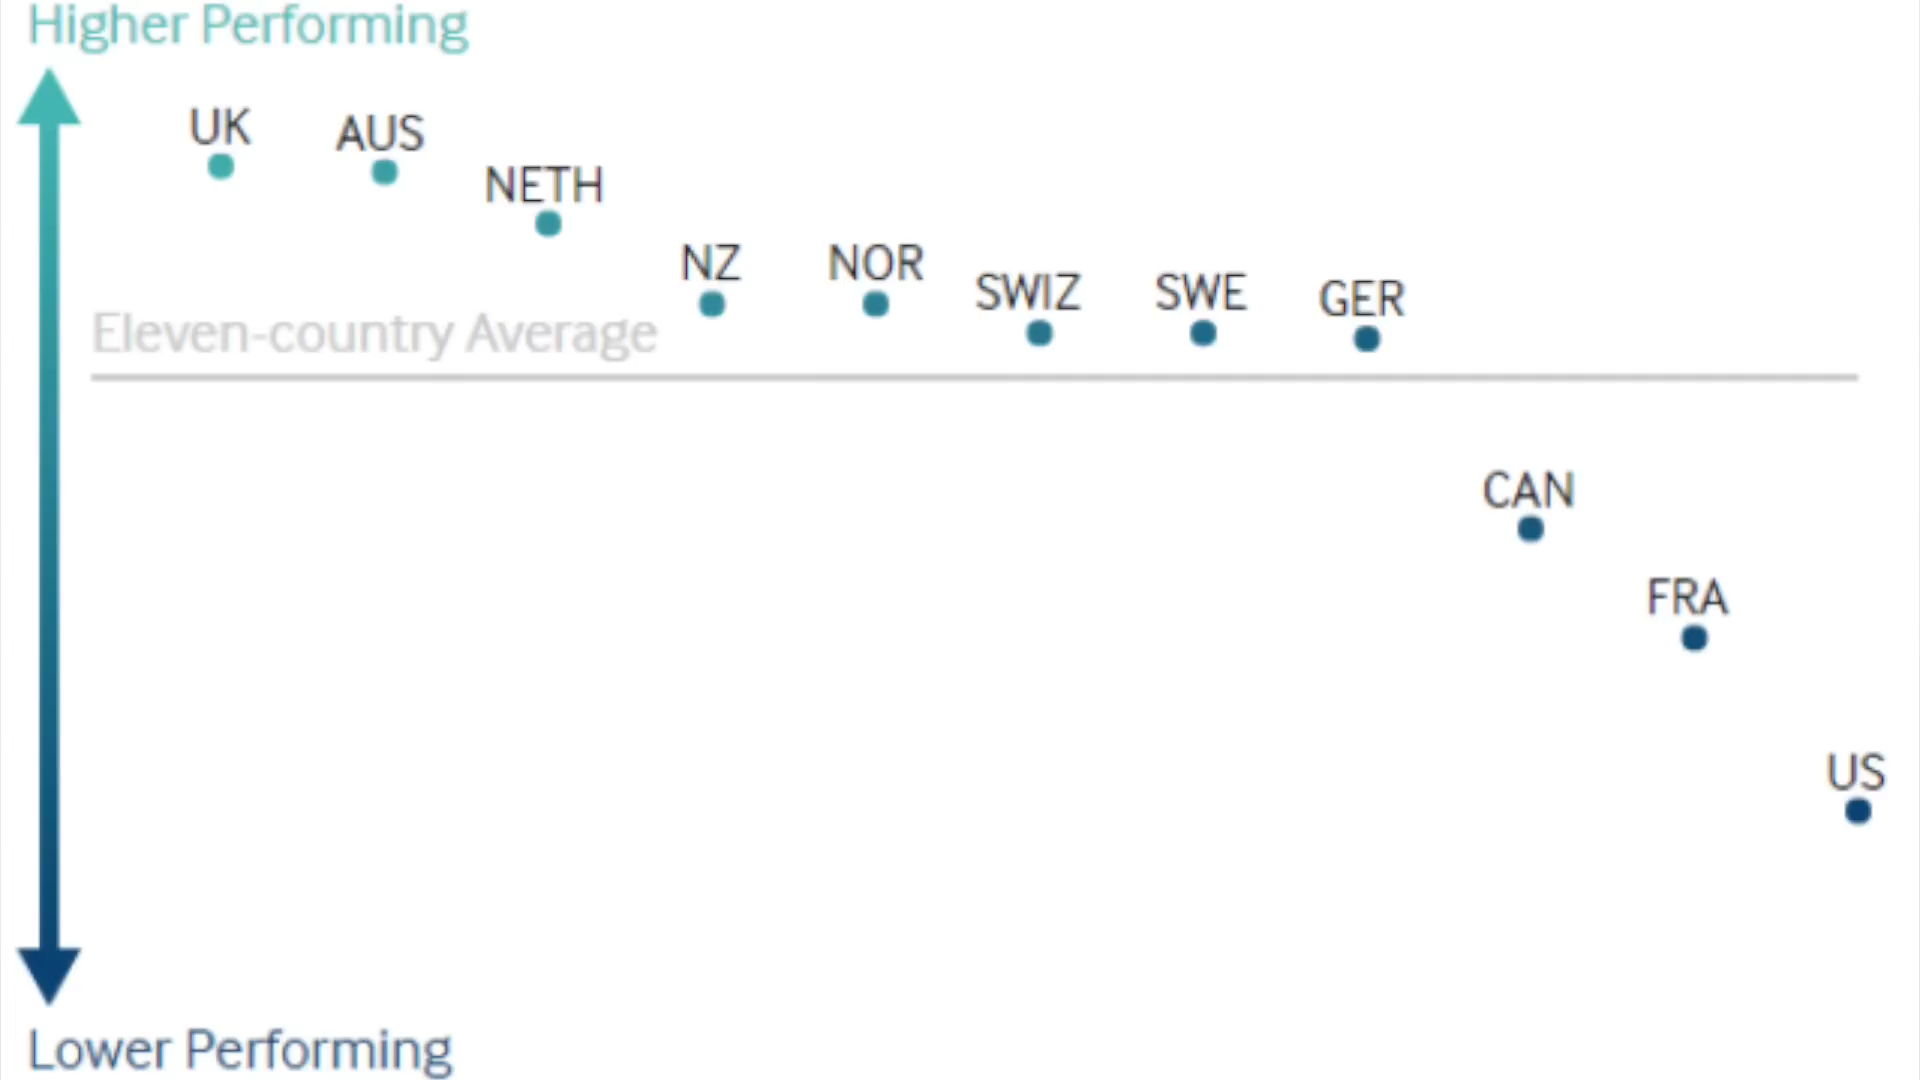 Higher Performing
UK
AUS
NETH
NZ
NOR
SWIZ
SWE
GER
Eleven-country Average
CAN
FRA
US
Lower Performing